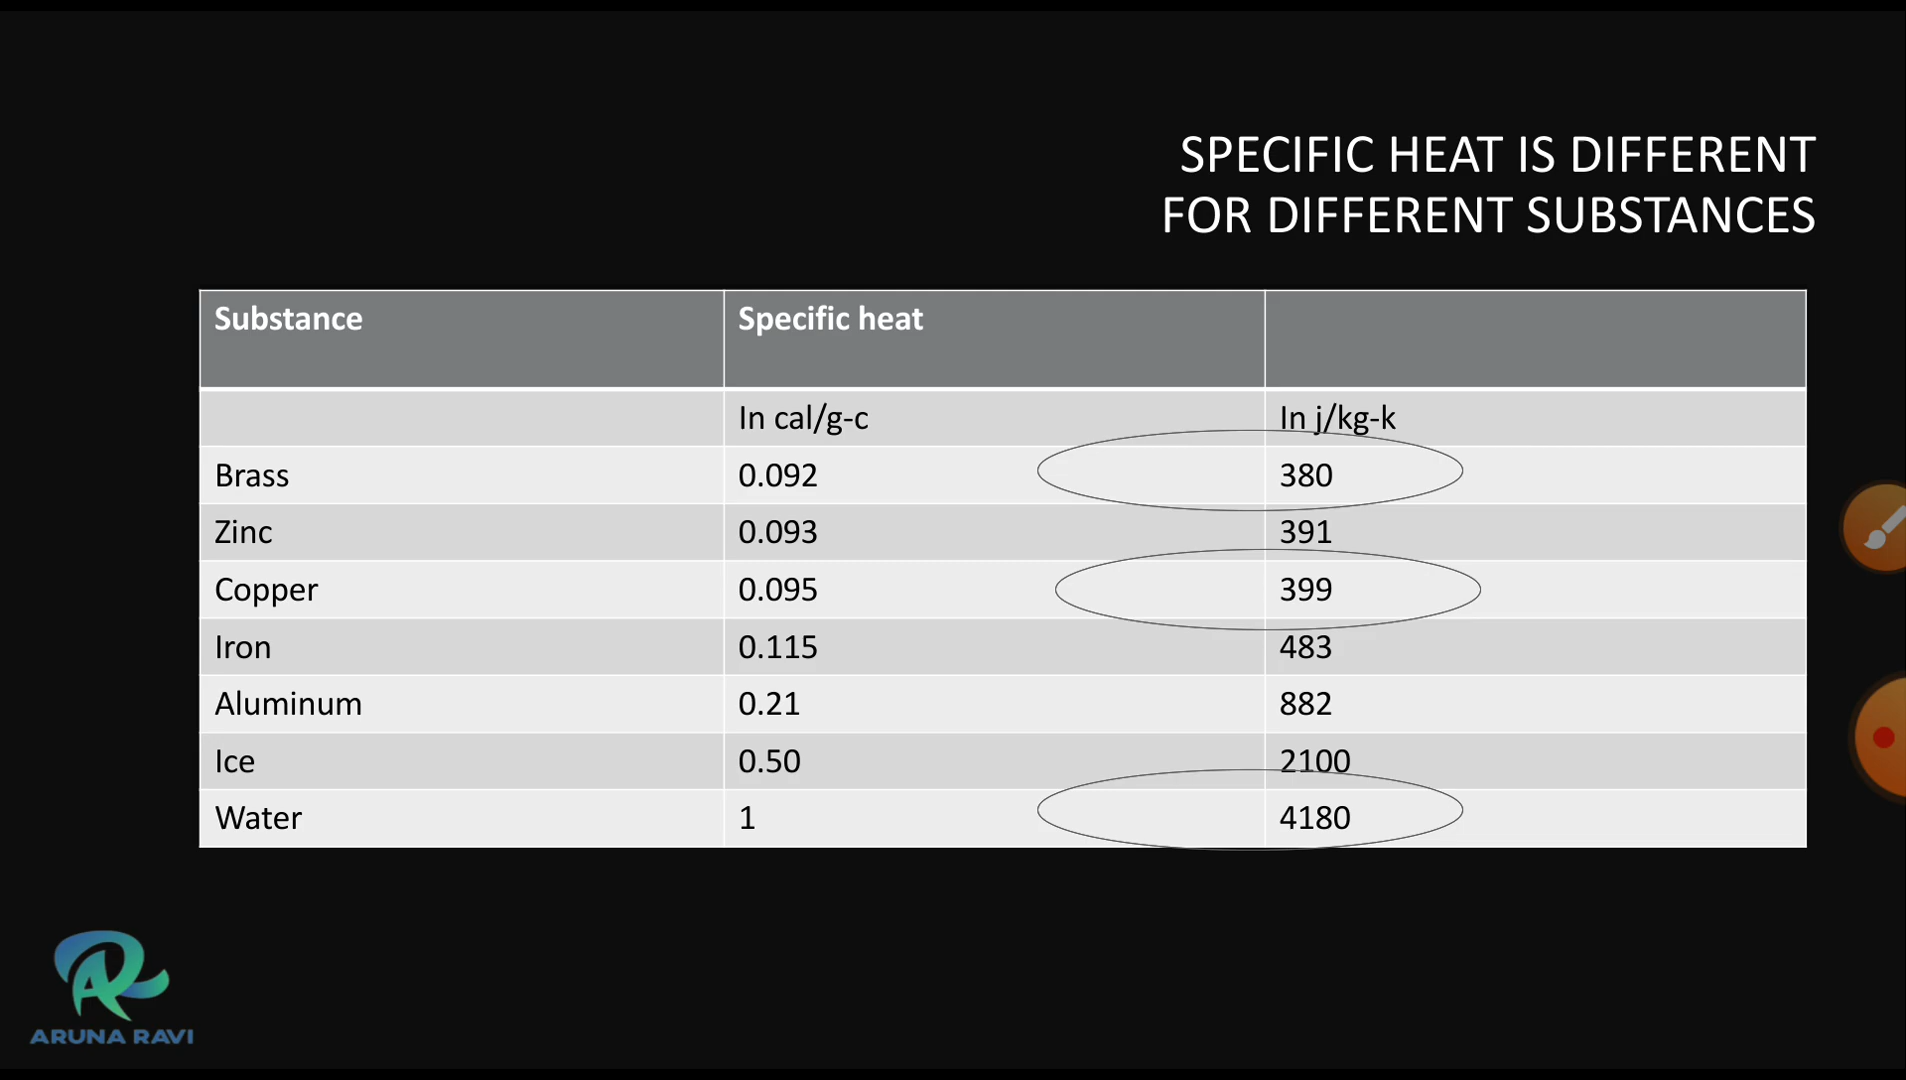 SPECIFIC HEAT IS DIFFERENT
FOR DIFFERENT SUBSTANCES
Substance Specific heat
In cal/g-c In j/kg-k
Brass 0.092 380
Zinc 0.093 391
Copper 0.095 399
Iron 0.115 483
Aluminum 0.21 882
Ice 0.50 2100
Water 1 4180
ARUNA RAVI